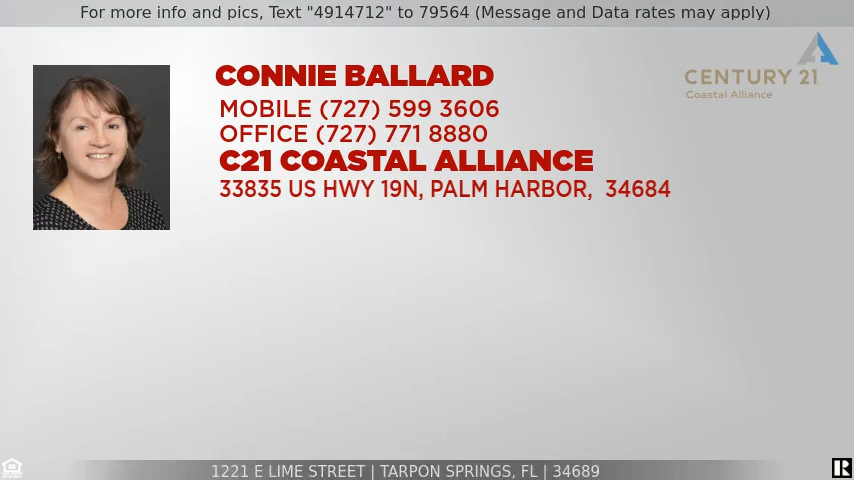 For more info and pics, Text "4914712" to 79564 (Message and Data rates may apply)
CONNIE BALLARD
MOBILE (727) 599 3606
OFFICE (727) 771 8880
C21 COASTAL ALLIANCE
33835 US HWY 19N, PALM HARBOR, 34684
CENTURY 21
Coastal Alliance
1221 E LIME STREET | TARPON SPRINGS, FL | 34689